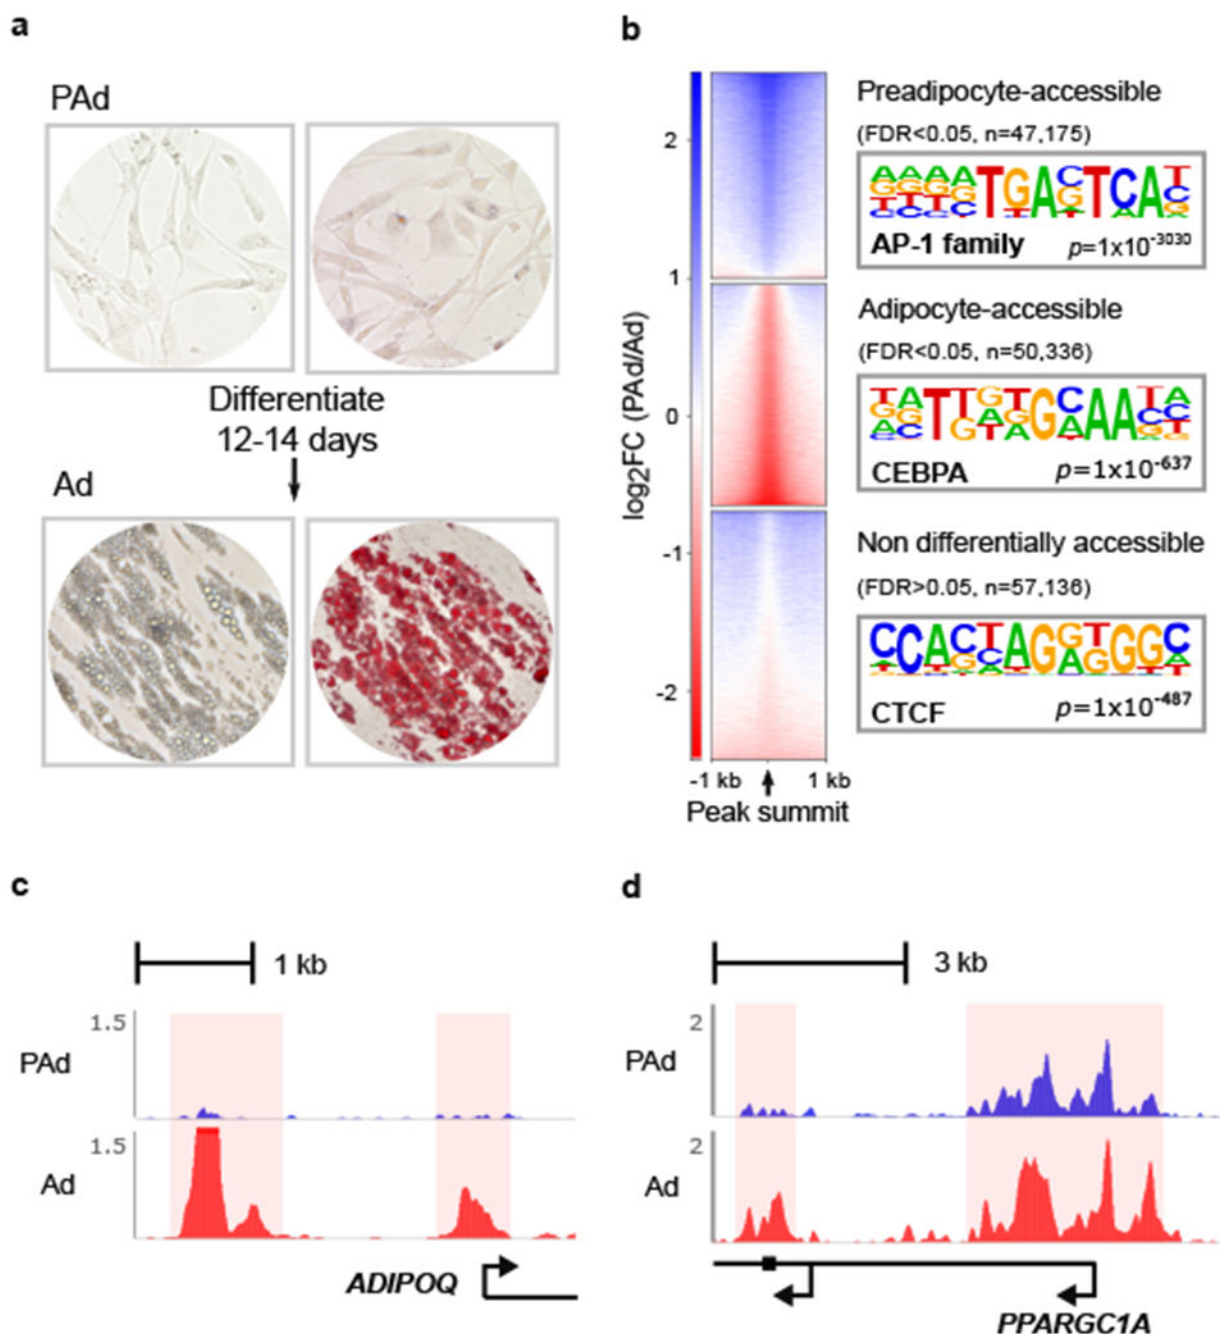 a
PAd
Differentiate
12-14 days
Ad
b
log2FC (PAd/Ad)
2
1
0
-1
-2
-1 kb
1 kb
Peak summit
Preadipocyte-accessible
(FDR<0.05, n=47,175)
AP-1 family p=1x10-3030
Adipocyte-accessible
(FDR<0.05, n=50,336)
CEBPA p=1x10-637
Non differentially accessible
(FDR>0.05, n=57,136)
CTCF p=1x10-487
c
1 kb
1.5
PAd
1.5
Ad
ADIPOQ
d
3 kb
2
PAd
2
Ad
PPARGC1A